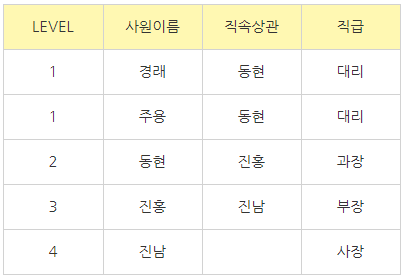 LEVEL 사원이름 직속상관 직급
1 경래 동현 대리
1 주용 동현 대리
2 동현 진홍 과장
3 진홍 진남 부장
4 진남 사장